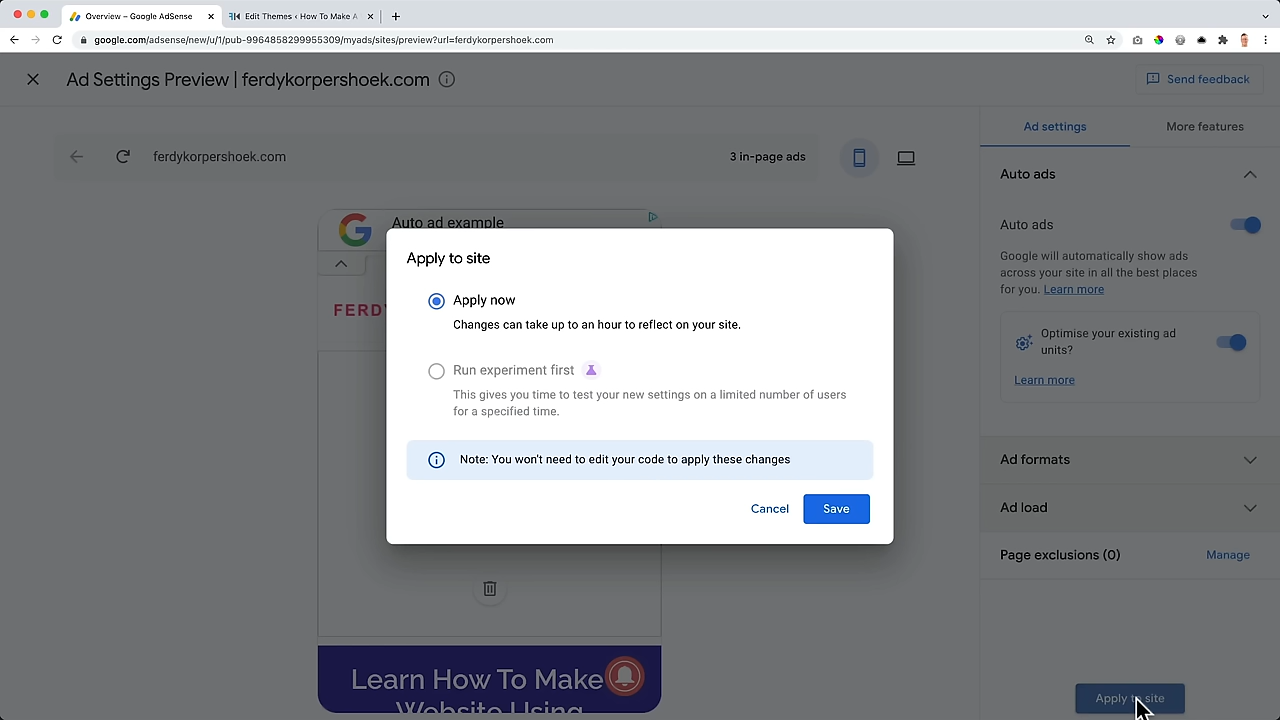 Overview – Google AdSense
Edit Themes ‹ How To Make A
google.com/adsense/new/u/1/pub-9964858299955309/myads/sites/preview?url=ferdykorpershoek.com
Ad Settings Preview | ferdykorpershoek.com
Send feedback
ferdykorpershoek.com
3 in-page ads
Ad settings
More features
Auto ads
Auto ads
Google will automatically show ads
across your site in all the best places
for you. Learn more
Optimise your existing ad
units?
Learn more
Ad formats
Ad load
Page exclusions (0)
Manage
Apply to site
Auto ad example
FERDY
Apply to site
Apply now
Changes can take up to an hour to reflect on your site.
Run experiment first
This gives you time to test your new settings on a limited number of users
for a specified time.
Note: You won't need to edit your code to apply these changes
Cancel
Save
Learn How To Make
Website Using